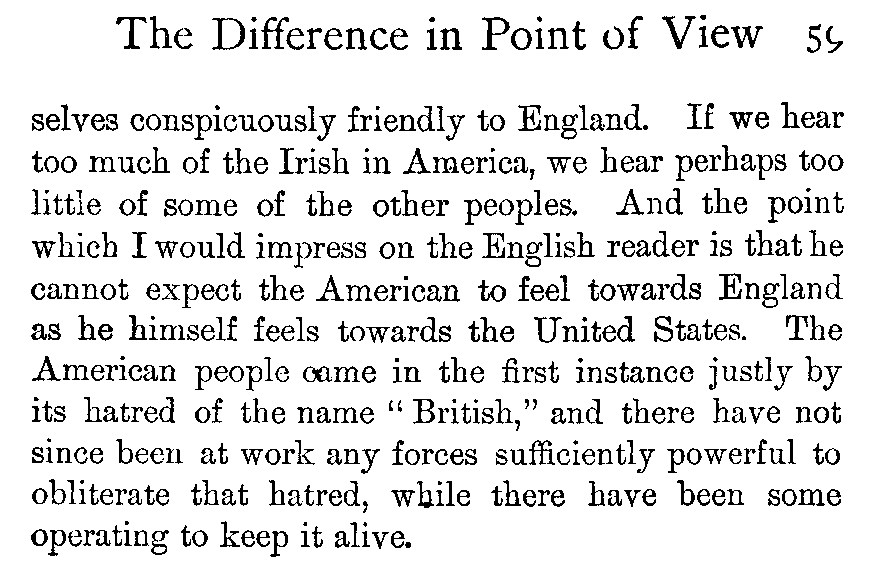 The Difference in Point of View 59
selves conspicuously friendly to England. If we hear
too much of the Irish in America, we hear perhaps too
little of some of the other peoples. And the point
which I would impress on the English reader is that he
cannot expect the American to feel towards England
as he himself feels towards the United States. The
American people came in the first instance justly by
its hatred of the name “British,” and there have not
since been at work any forces sufficiently powerful to
obliterate that hatred, while there have been some
operating to keep it alive.